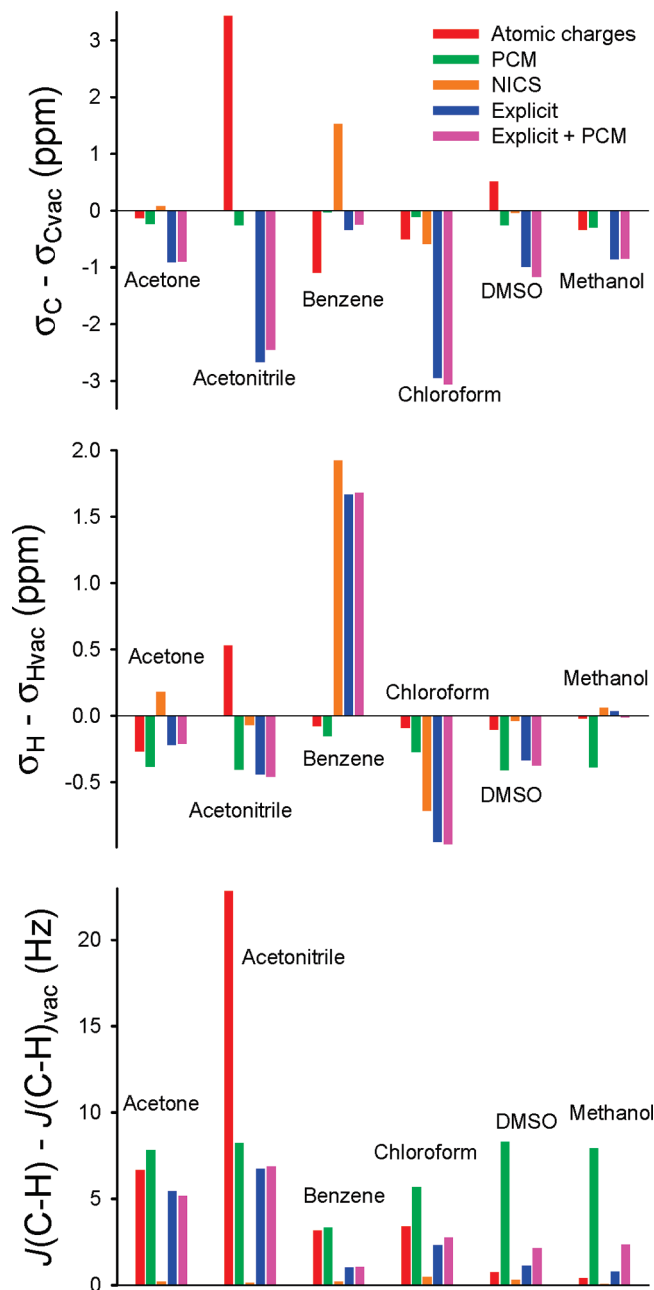 σC - σCvac (ppm)
3
2
1
0
-1
-2
-3
Atomic charges
PCM
NICS
Explicit
Explicit + PCM
Acetone
Acetonitrile
Benzene
Chloroform
DMSO
Methanol
σH - σHvac (ppm)
2.0
1.5
1.0
0.5
0.0
-0.5
Acetone
Acetonitrile
Benzene
Chloroform
DMSO
Methanol
J(C-H) - J(C-H)vac (Hz)
20
15
10
5
0
Acetone
Acetonitrile
Benzene
Chloroform
DMSO
Methanol